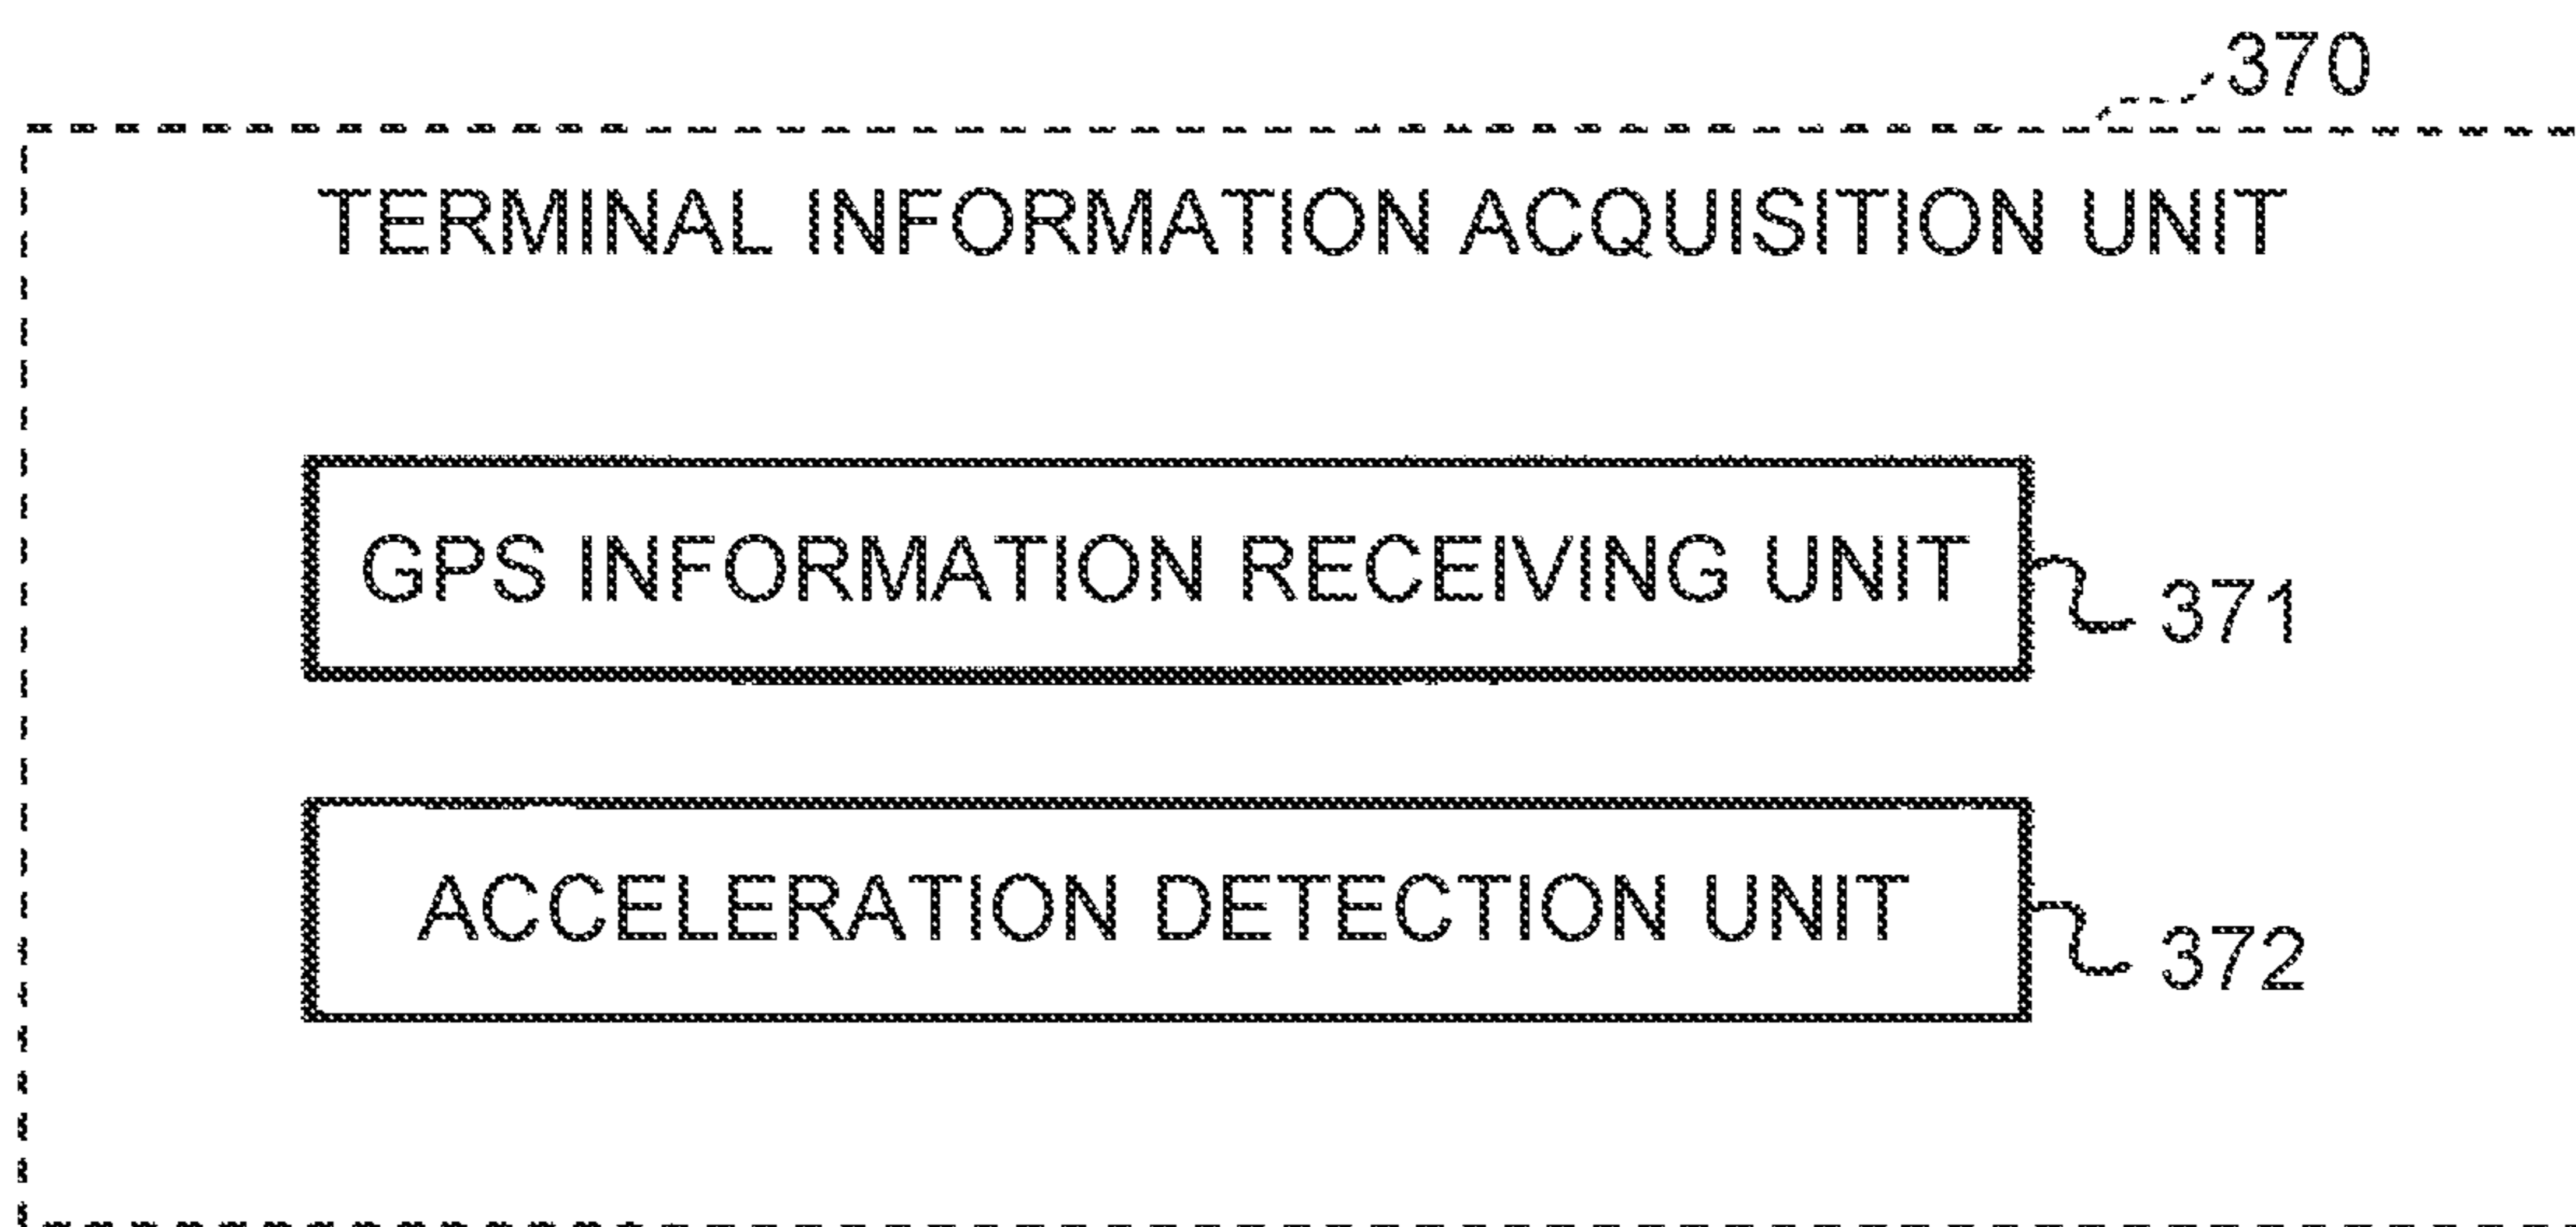 370
TERMINAL INFORMATION ACQUISITION UNIT
GPS INFORMATION RECEIVING UNIT
371
ACCELERATION DETECTION UNIT
372